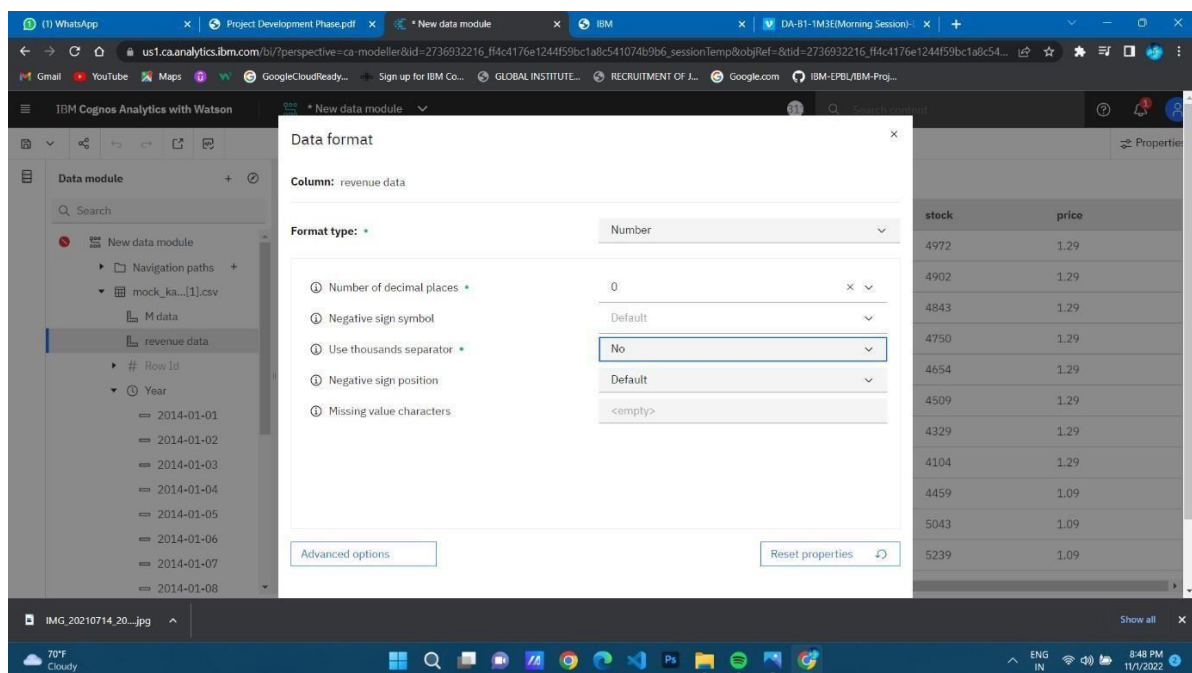 (1) WhatsApp
Project Development Phase.pdf
* New data module
IBM
DA-B1-1M3E(Morning Session)-
us1.ca.analytics.ibm.com/bi/?perspective=ca-modeller&id=2736932216_ff4c4176e1244f59bc1a8c541074b9b6_sessionTemp&objRef=&tid=2736932216_ff4c4176e1244f59bc1a8c54...
Gmail YouTube Maps GoogleCloudReady... Sign up for IBM Co... GLOBAL INSTITUTE... RECRUITMENT OF J... Google.com IBM-EPBL/IBM-Proj...
IBM Cognos Analytics with Watson
* New data module
Search content
1
Properties
Data module
Search
New data module
Navigation paths
mock_ka...[1].csv
M data
revenue data
# Row Id
Year
2014-01-01
2014-01-02
2014-01-03
2014-01-04
2014-01-05
2014-01-06
2014-01-07
2014-01-08
Data format
Column: revenue data
Format type: Number
Number of decimal places 0
Negative sign symbol Default
Use thousands separator No
Negative sign position Default
Missing value characters <empty>
Advanced options
Reset properties
stock price
4972 1.29
4902 1.29
4843 1.29
4750 1.29
4654 1.29
4509 1.29
4329 1.29
4104 1.29
4459 1.09
5043 1.09
5239 1.09
IMG_20210714_20....jpg
Show all
70°F
Cloudy
Ps
ENG
IN
8:48 PM
11/1/2022
2